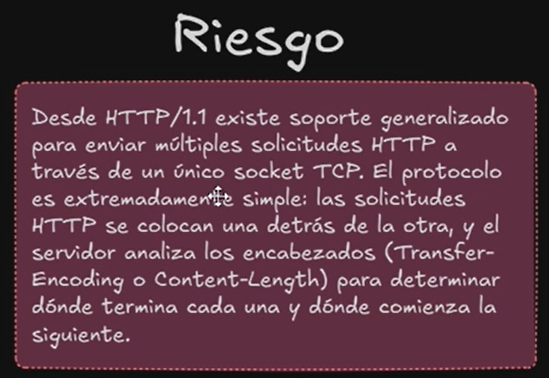 Riesgo
Desde HTTP/1.1 existe soporte generalizado
para enviar múltiples solicitudes HTTP a
través de un único socket TCP. El protocolo
es extremadamente simple: las solicitudes
HTTP se colocan una detrás de la otra, y el
servidor analiza los encabezados (Transfer-
Encoding o Content-Length) para determinar
dónde termina cada una y dónde comienza la
siguiente.